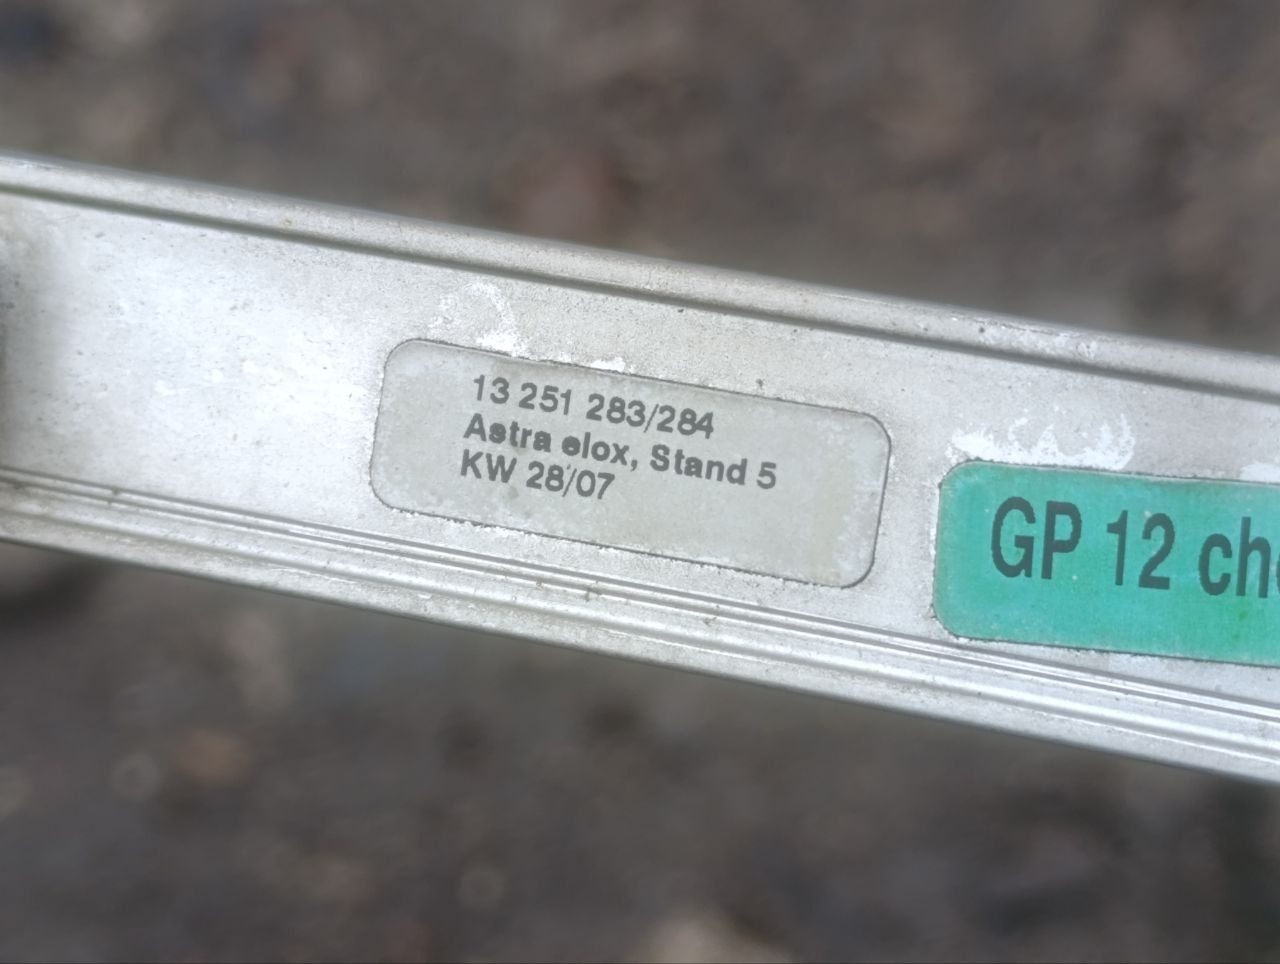 13 251 283/284
Astra elox, Stand 5
KW 28/07
GP 12